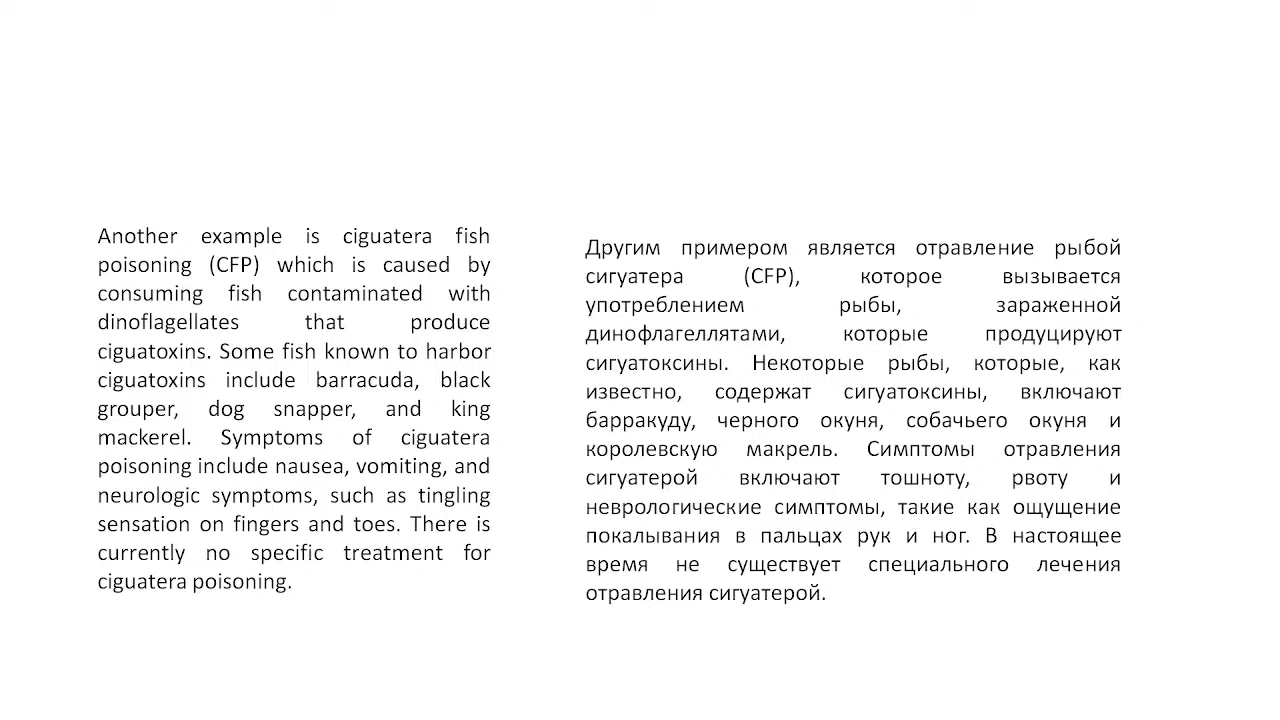 Another example is ciguatera fish
poisoning (CFP) which is caused by
consuming fish contaminated with
dinoflagellates that produce
ciguatoxins. Some fish known to harbor
ciguatoxins include barracuda, black
grouper, dog snapper, and king
mackerel. Symptoms of ciguatera
poisoning include nausea, vomiting, and
neurologic symptoms, such as tingling
sensation on fingers and toes. There is
currently no specific treatment for
ciguatera poisoning.
Другим примером является отравление рыбой
сигуатера (CFP), которое вызывается
употреблением рыбы, зараженной
динофлагеллятами, которые продуцируют
сигуатоксины. Некоторые рыбы, которые, как
известно, содержат сигуатоксины, включают
барракуду, черного окуня, собачьего окуня и
королевскую макрель. Симптомы отравления
сигуатерой включают тошноту, рвоту и
неврологические симптомы, такие как ощущение
покалывания в пальцах рук и ног. В настоящее
время не существует специального лечения
отравления сигуатерой.